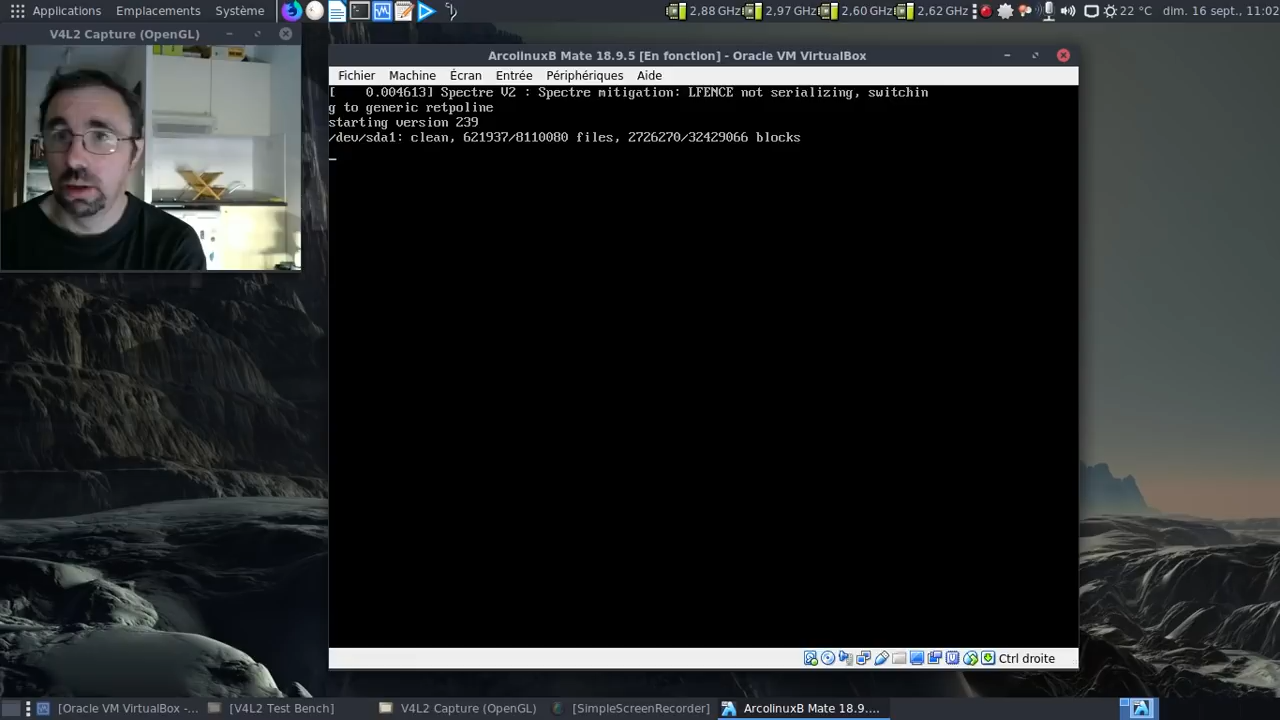 Applications Emplacements Système
2,88 GHz 2,97 GHz 2,60 GHz 2,62 GHz 22 °C dim. 16 sept., 11:02
V4L2 Capture (OpenGL)
ArcolinuxB Mate 18.9.5 [En fonction] - Oracle VM VirtualBox
Fichier Machine Écran Entrée Périphériques Aide
[ 0.004613] Spectre V2 : Spectre mitigation: LFENCE not serializing, switchin
g to generic retpoline
starting version 239
/dev/sda1: clean, 621937/8110080 files, 2726270/32429066 blocks
Ctrl droite
[Oracle VM VirtualBox -... [V4L2 Test Bench] V4L2 Capture (OpenGL) [SimpleScreenRecorder] ArcolinuxB Mate 18.9....